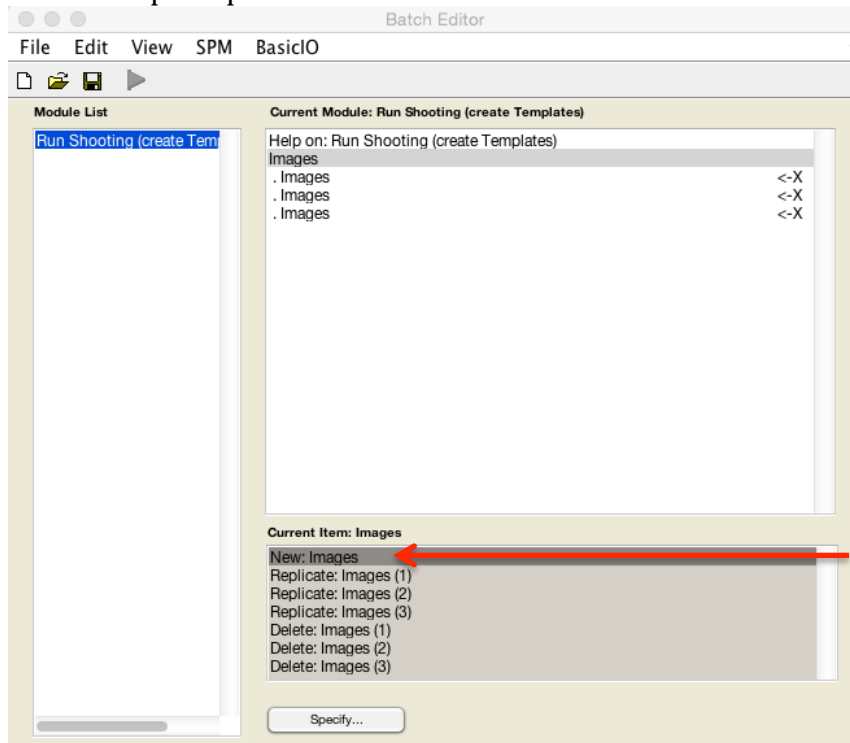 Batch Editor
File Edit View SPM BasicIO
Module List
Current Module: Run Shooting (create Templates)
Run Shooting (create Tem
Help on: Run Shooting (create Templates)
Images
. Images <-X
. Images <-X
. Images <-X
Current Item: Images
New: Images
Replicate: Images (1)
Replicate: Images (2)
Replicate: Images (3)
Delete: Images (1)
Delete: Images (2)
Delete: Images (3)
Specify...